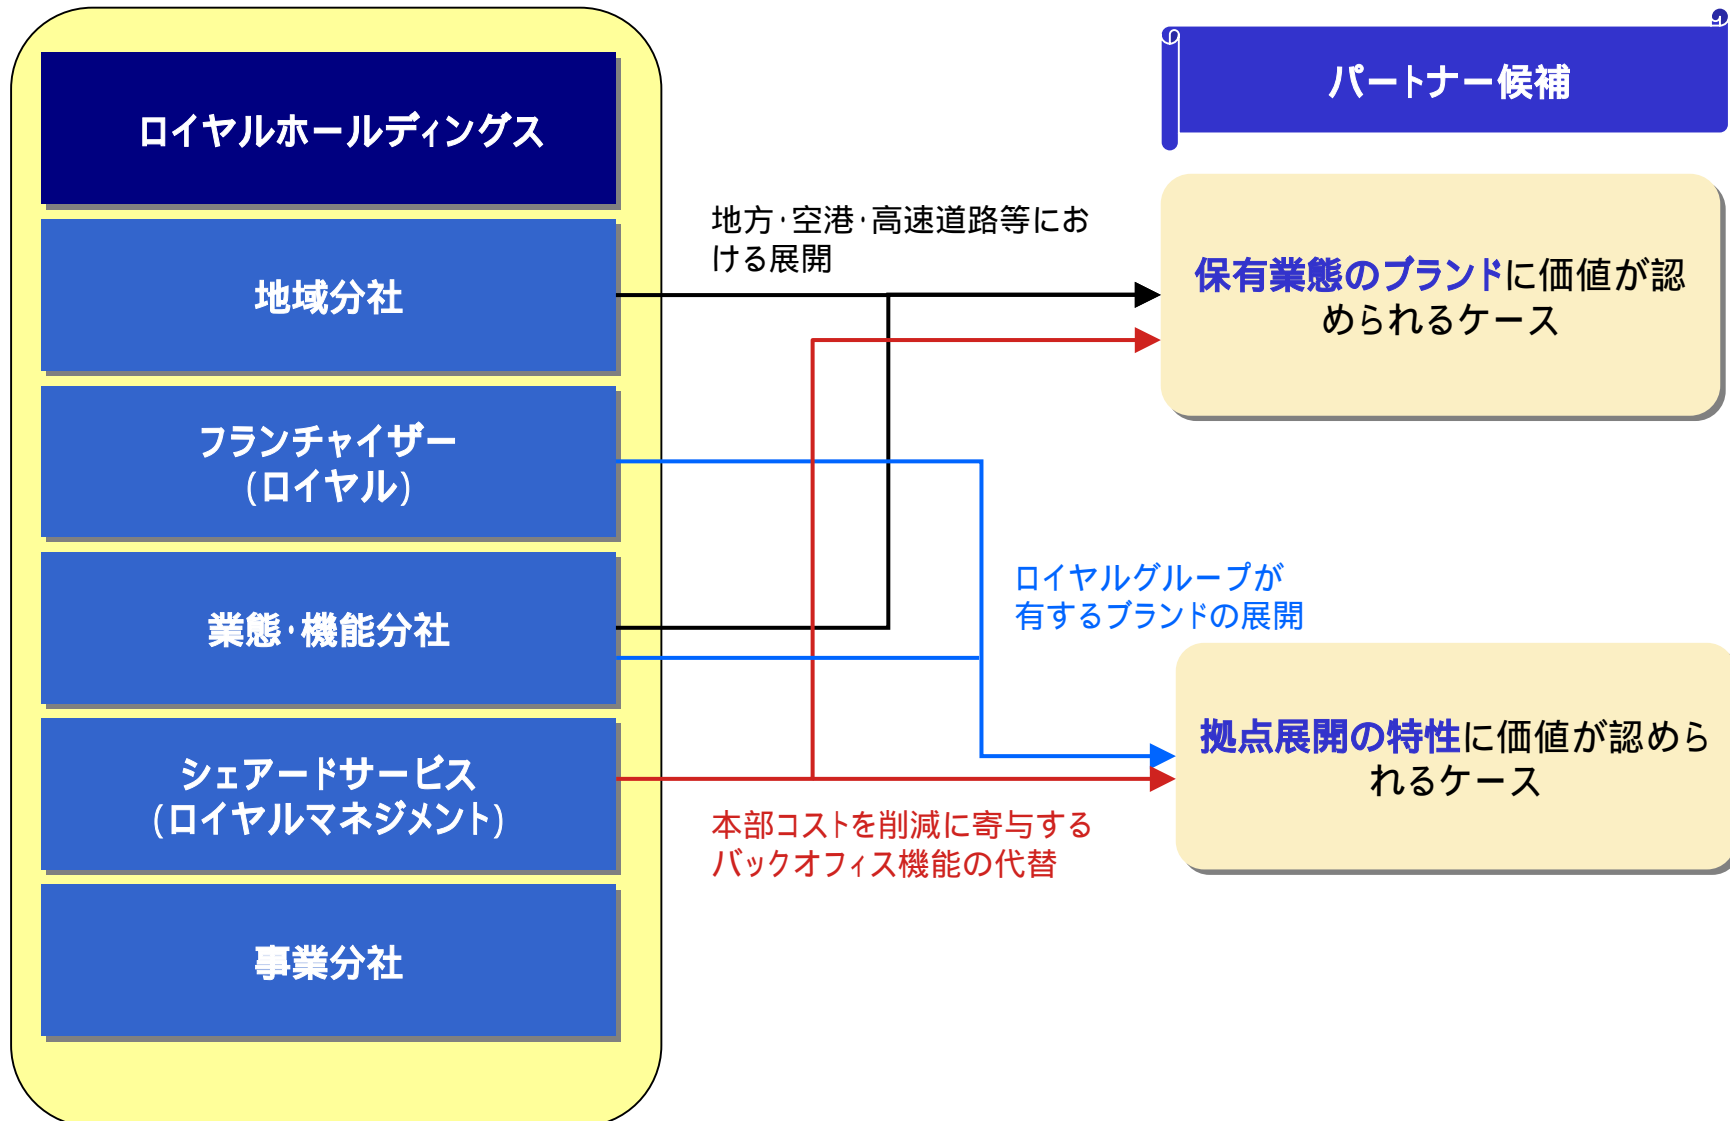 ロイヤルホールディングス
地域分社
フランチャイザー
(ロイヤル)
業態・機能分社
シェアードサービス
(ロイヤルマネジメント)
事業分社
地方・空港・高速道路等にお
ける展開
ロイヤルグループが
有するブランドの展開
本部コストを削減に寄与する
バックオフィス機能の代替
パートナー候補
保有業態のブランドに価値が認
められるケース
拠点展開の特性に価値が認めら
れるケース